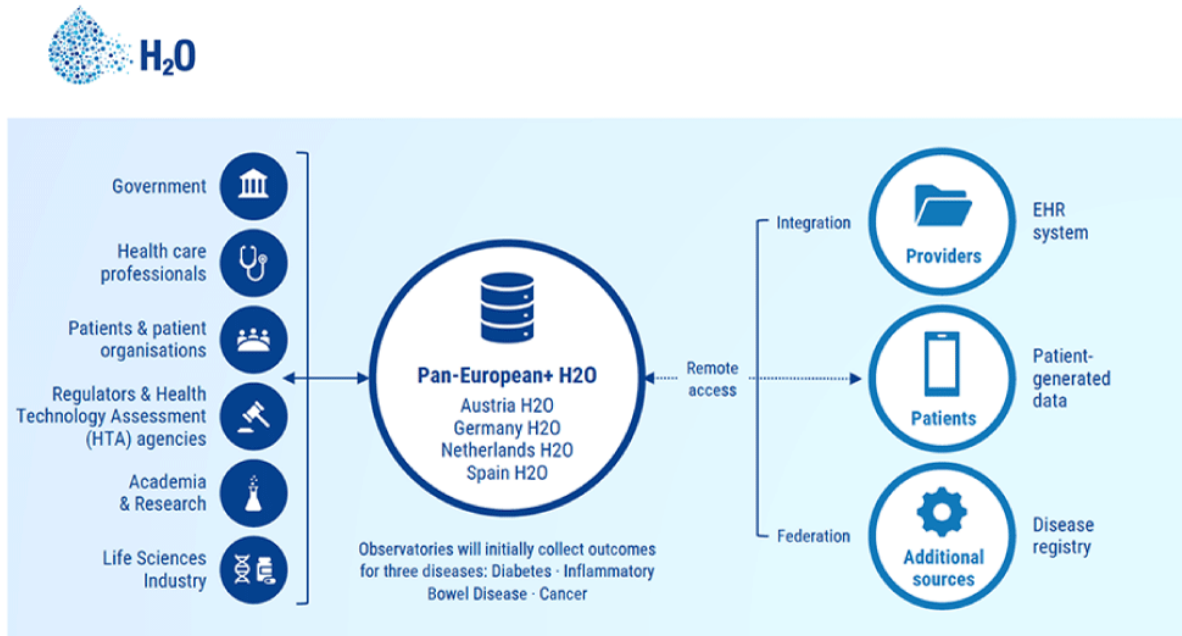 H₂O
Government
Health care
professionals
Patients & patient
organisations
Regulators & Health
Technology Assessment
(HTA) agencies
Academia
& Research
Life Sciences
Industry
Pan-European+ H2O
Austria H2O
Germany H2O
Netherlands H2O
Spain H2O
Observatories will initially collect outcomes
for three diseases: Diabetes · Inflammatory
Bowel Disease · Cancer
Remote
access
Integration
Federation
Providers
EHR
system
Patients
Patient-
generated
data
Additional
sources
Disease
registry